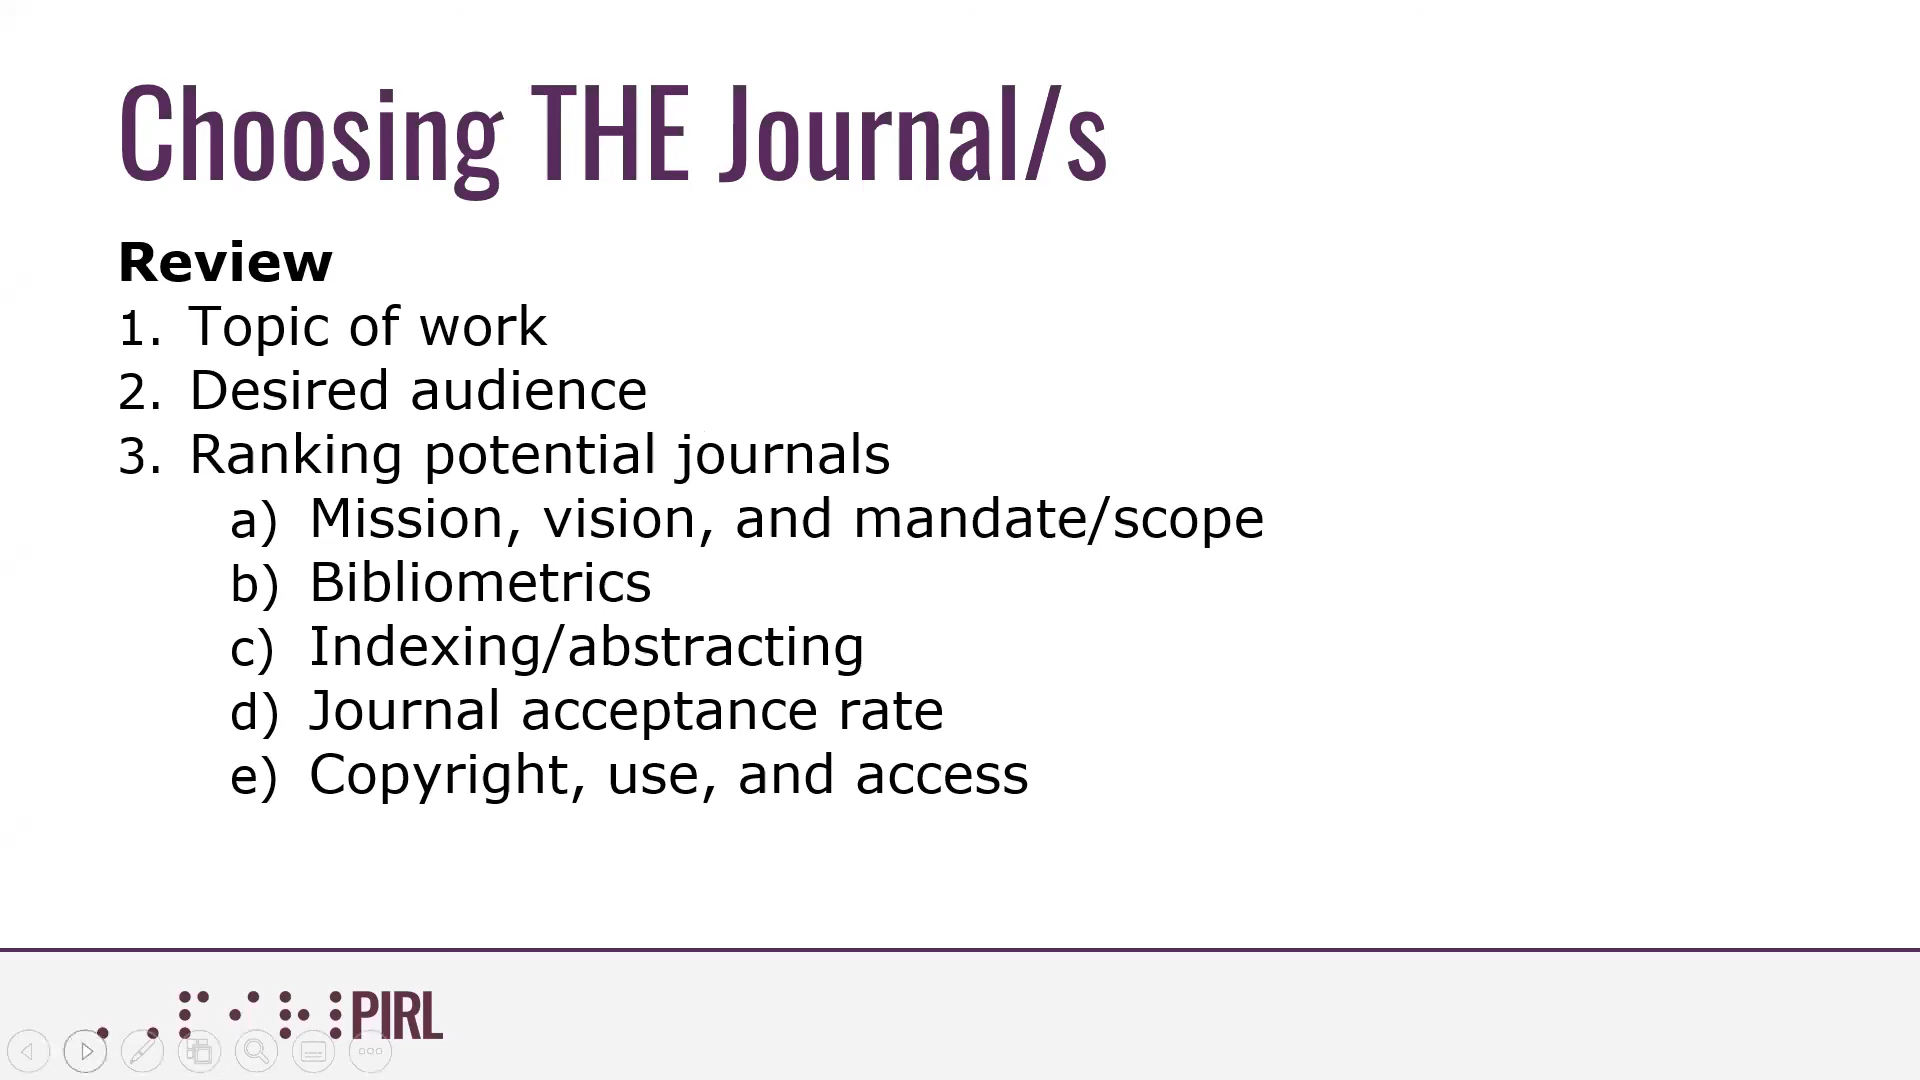 Choosing THE Journal/s
Review
1. Topic of work
2. Desired audience
3. Ranking potential journals
a) Mission, vision, and mandate/scope
b) Bibliometrics
c) Indexing/abstracting
d) Journal acceptance rate
e) Copyright, use, and access
PIRL